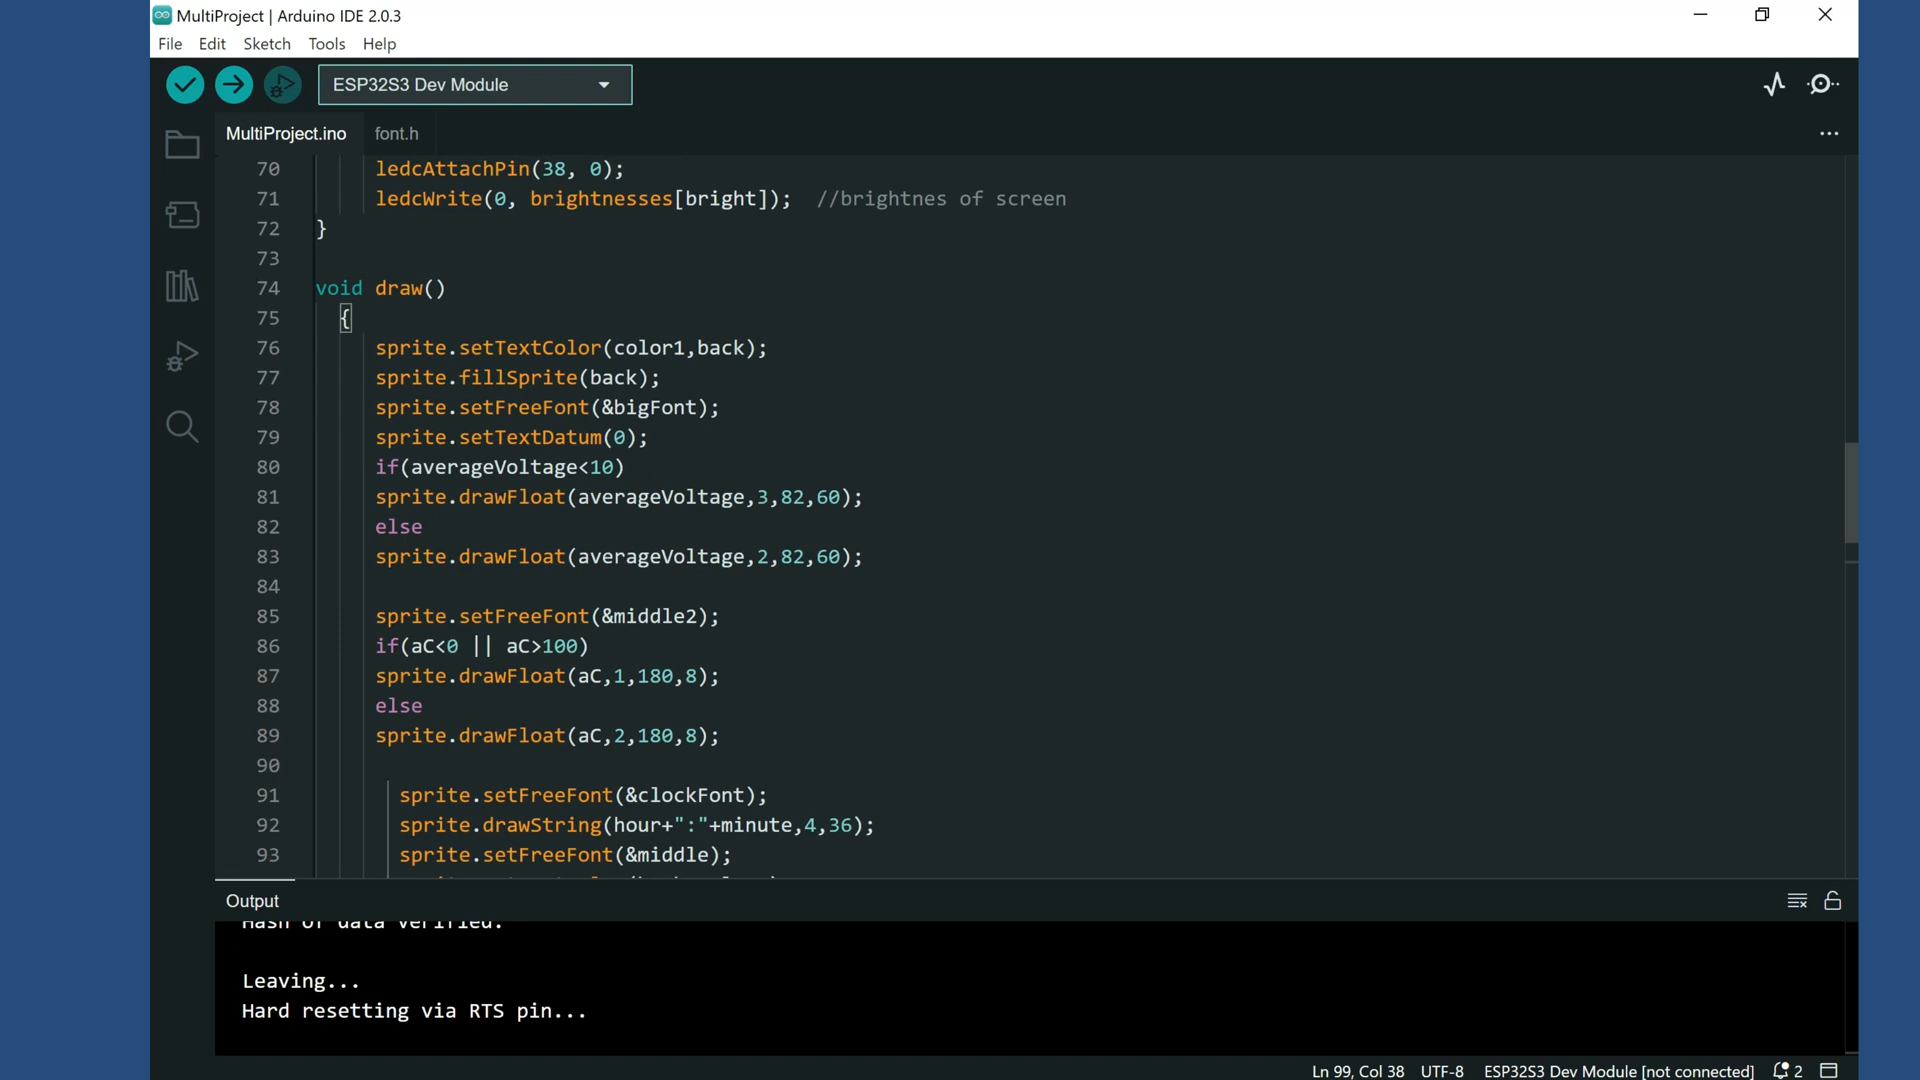 MultiProject | Arduino IDE 2.0.3
File Edit Sketch Tools Help
ESP32S3 Dev Module
MultiProject.ino font.h
70 ledcAttachPin(38, 0);
71 ledcWrite(0, brightnesses[bright]);  //brightnes of screen
72 }
73
74 void draw()
75 {
76 sprite.setTextColor(color1,back);
77 sprite.fillSprite(back);
78 sprite.setFreeFont(&bigFont);
79 sprite.setTextDatum(0);
80 if(averageVoltage<10)
81 sprite.drawFloat(averageVoltage,3,82,60);
82 else
83 sprite.drawFloat(averageVoltage,2,82,60);
84
85 sprite.setFreeFont(&middle2);
86 if(aC<0 || aC>100)
87 sprite.drawFloat(aC,1,180,8);
88 else
89 sprite.drawFloat(aC,2,180,8);
90
91 sprite.setFreeFont(&clockFont);
92 sprite.drawString(hour+":"+minute,4,36);
93 sprite.setFreeFont(&middle);
Output
Hash of data verified.
Leaving...
Hard resetting via RTS pin...
Ln 99, Col 38 UTF-8 ESP32S3 Dev Module [not connected] 2